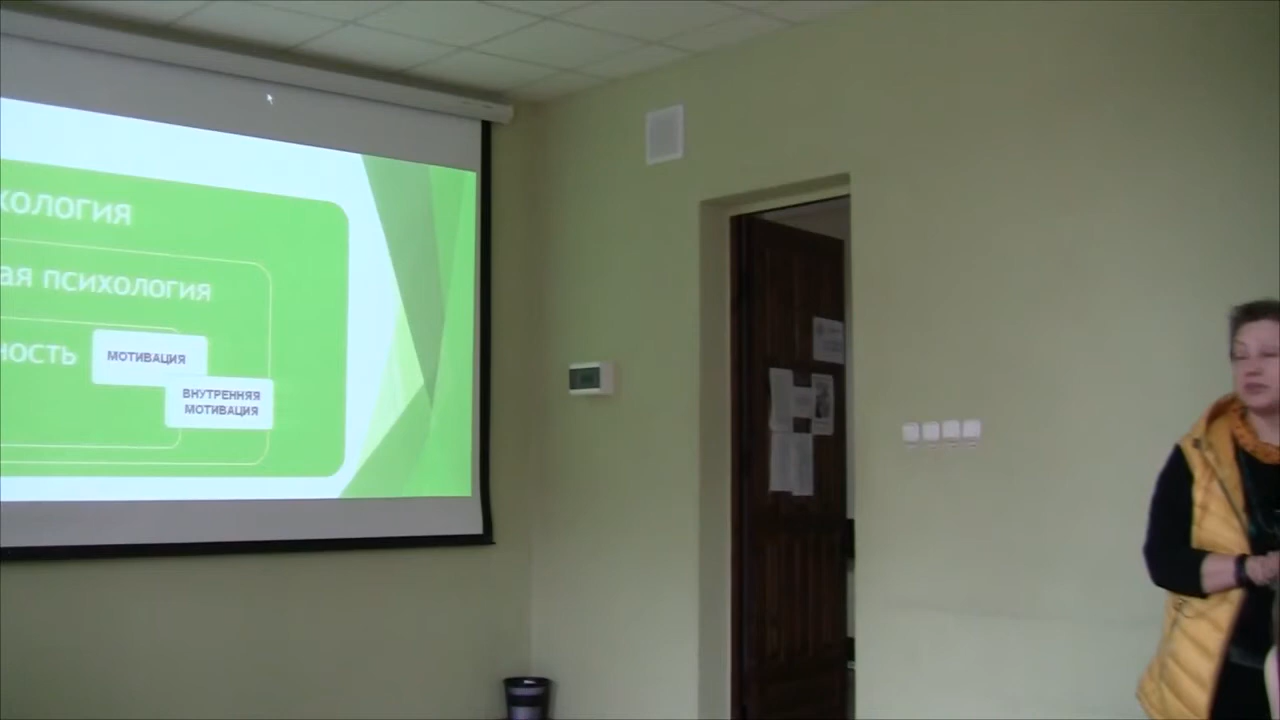 хология
ая психология
ность
МОТИВАЦИЯ
ВНУТРЕННЯЯ
МОТИВАЦИЯ